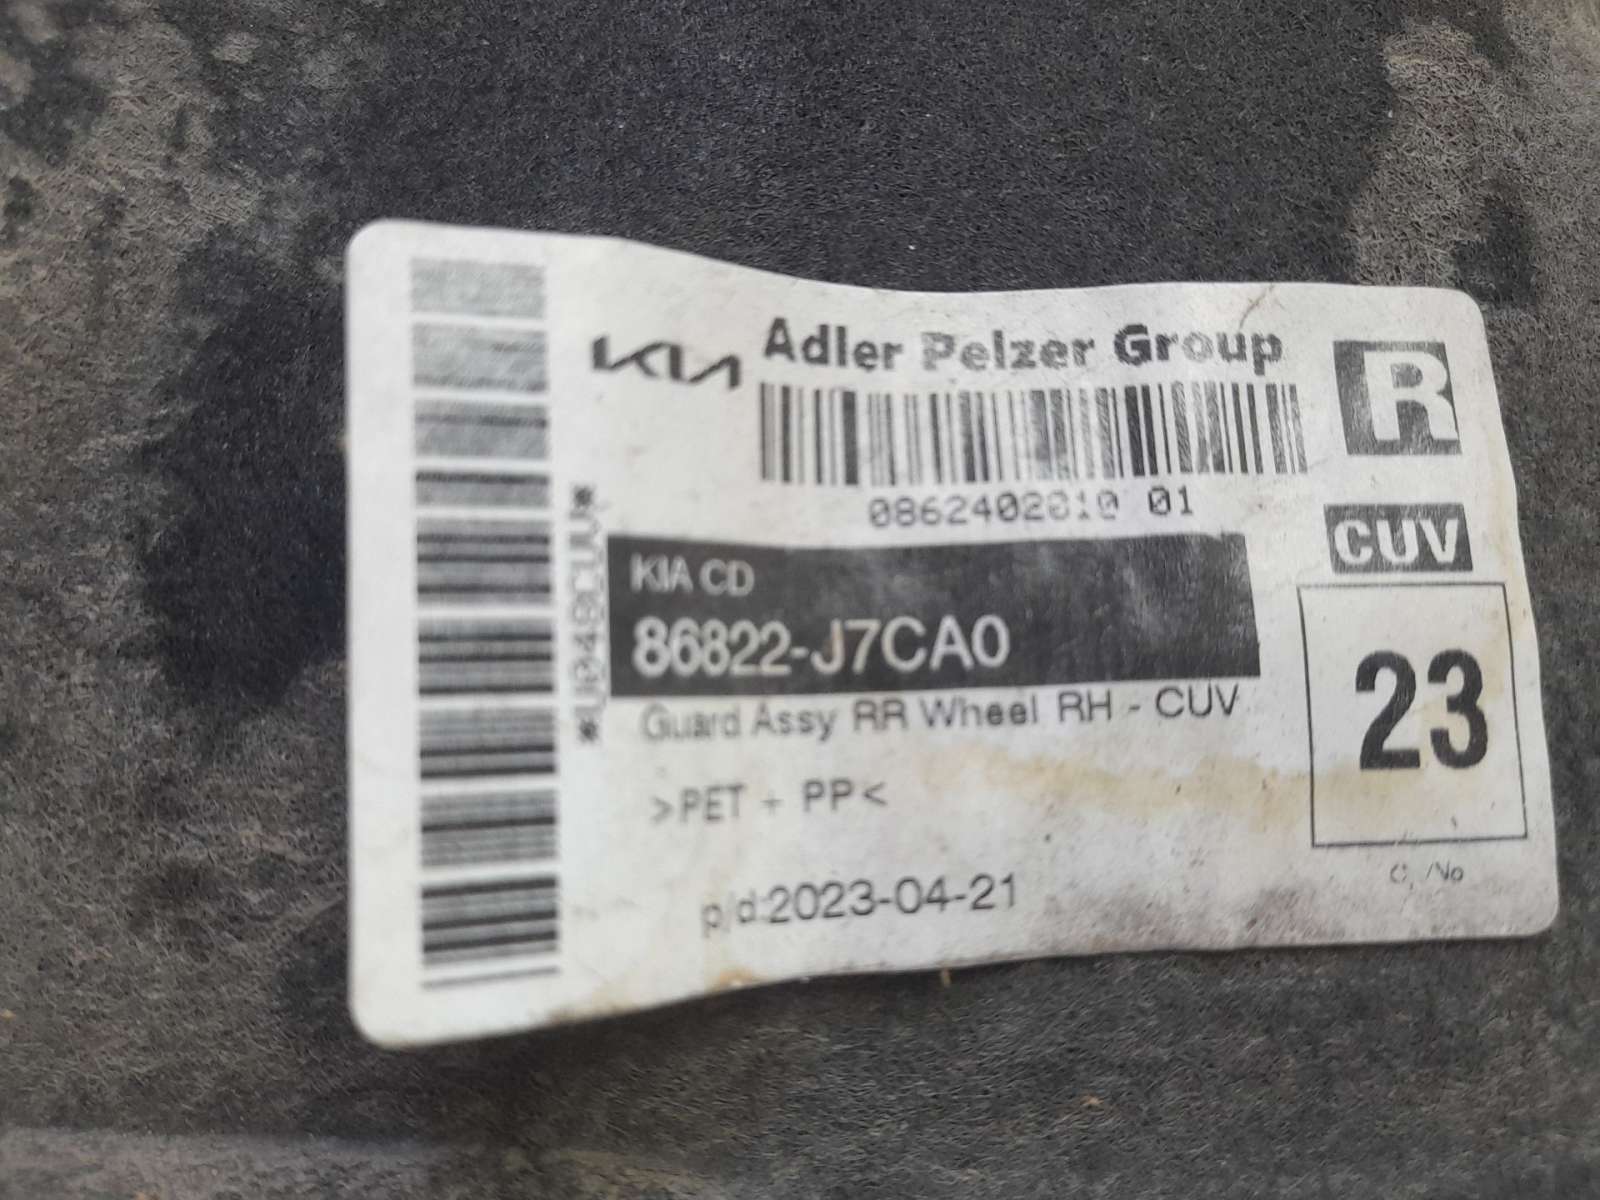 KIA Adler Pelzer Group
R
01
CUV
KIA CD
86822-J7CA0
Guard Assy RR Wheel RH - CUV
23
>PET + PP<
p/d:2023-04-21